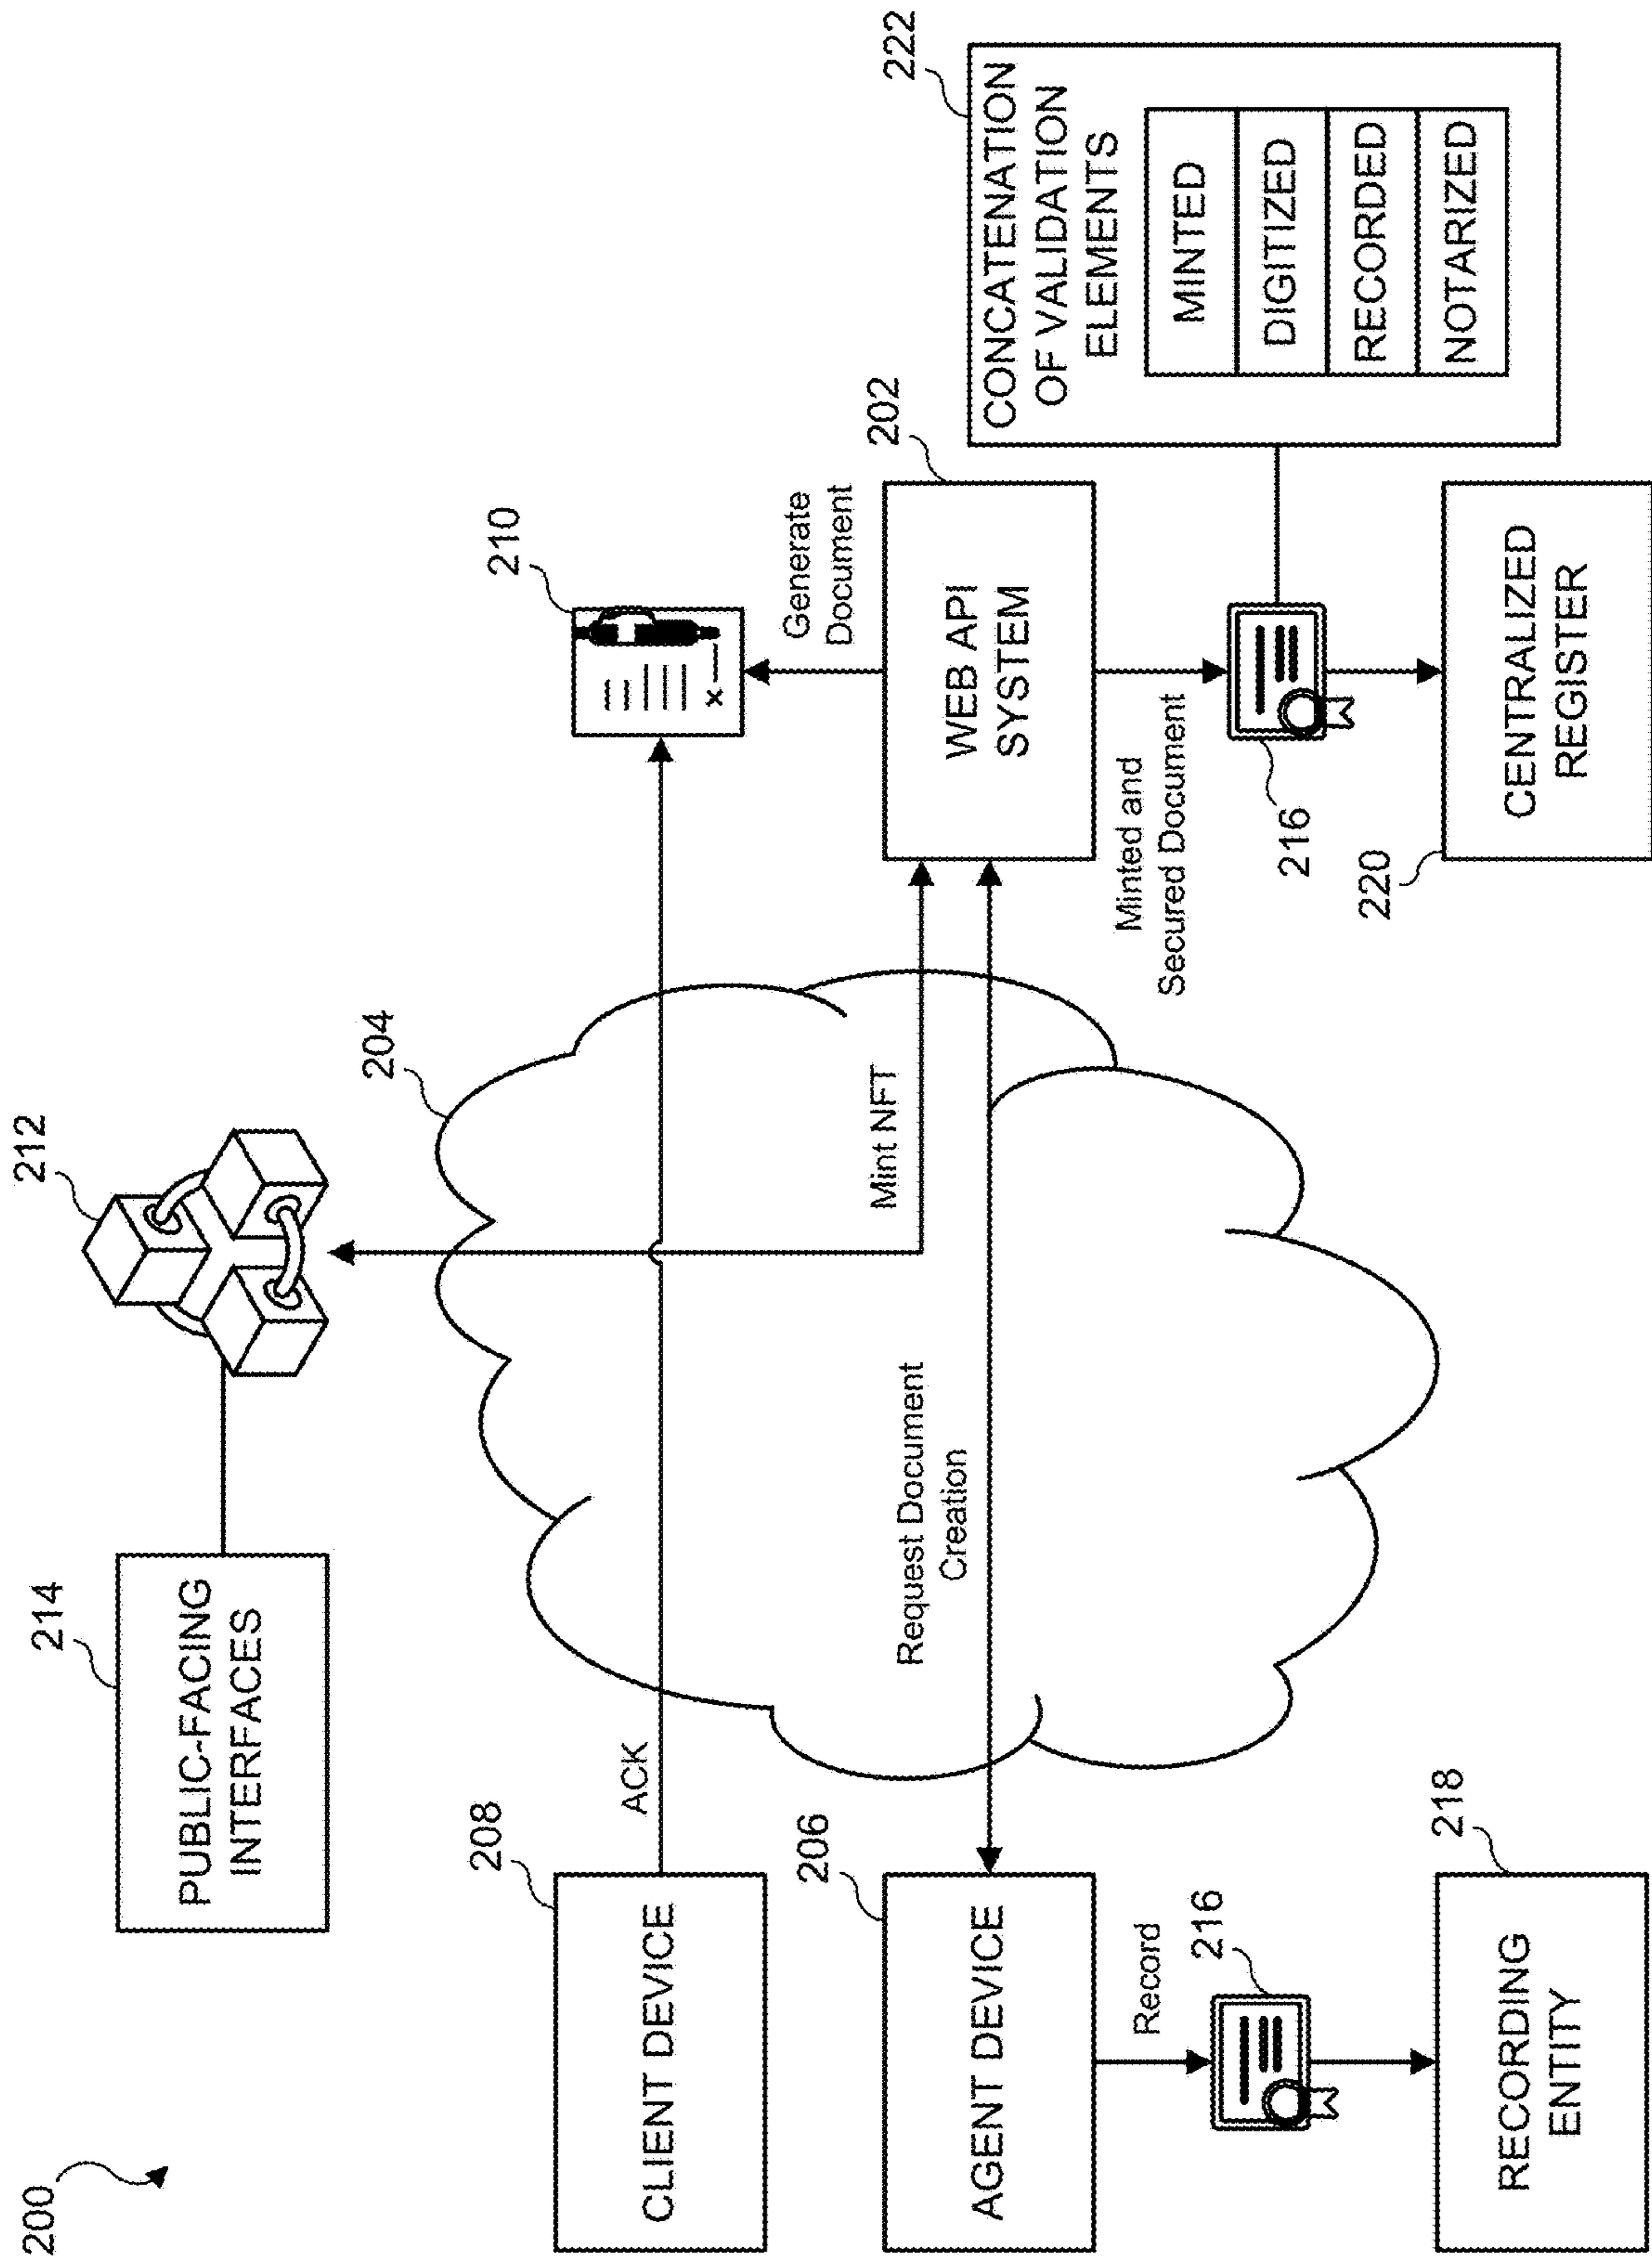 200
214
PUBLIC-FACING
INTERFACES
212
204
208
CLIENT DEVICE
ACK
210
206
AGENT DEVICE
Request Document
Creation
Mint NFT
Generate
Document
202
WEB API
SYSTEM
Record
216
218
RECORDING
ENTITY
Minted and
Secured Document
216
220
CENTRALIZED
REGISTER
222
CONCATENATION
OF VALIDATION
ELEMENTS
MINTED
DIGITIZED
RECORDED
NOTARIZED
x